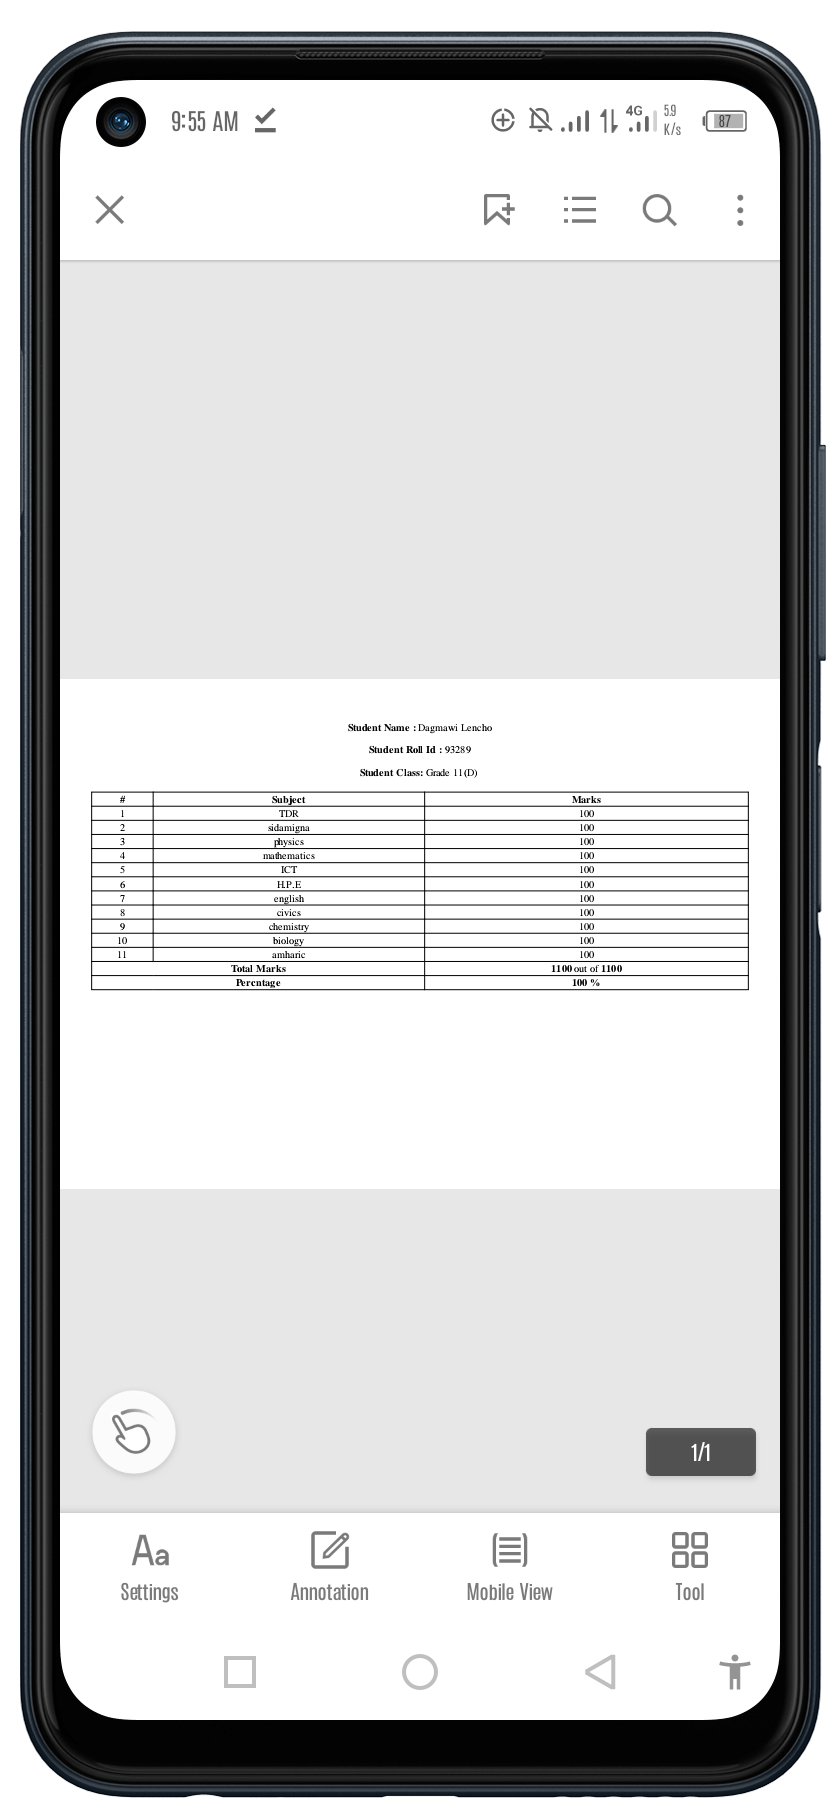 9:55 AM 4G 5.9 K/s 87
Student Name : Dagmawi Lencho
Student Roll Id : 93289
Student Class: Grade 11(D)
# Subject Marks
1 TDR 100
2 sidamigna 100
3 physics 100
4 mathematics 100
5 ICT 100
6 H.P.E 100
7 english 100
8 civics 100
9 chemistry 100
10 biology 100
11 amharic 100
Total Marks 1100 out of 1100
Percntage 100 %
1/1
Aa
Settings Annotation Mobile View Tool